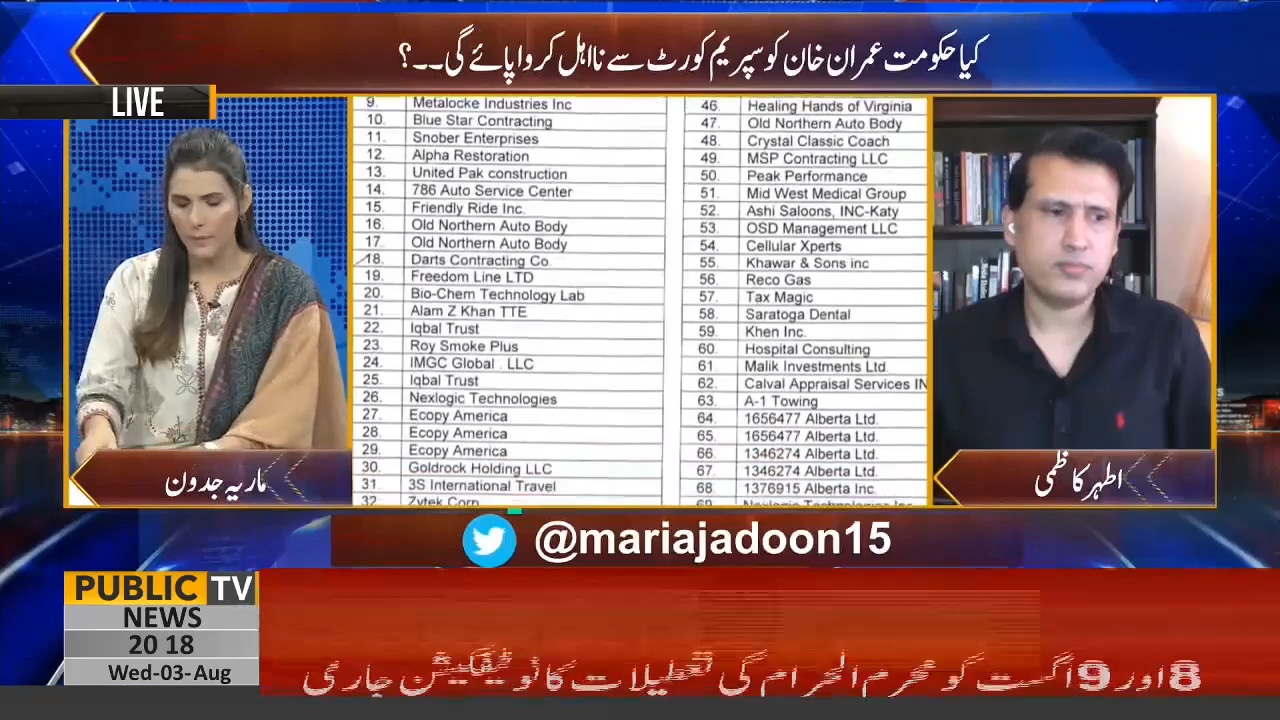 کیا حکومت عمران خان کو سپریم کورٹ سے نااہل کروا پائے گی۔۔؟
LIVE
9. Metalocke Industries Inc
10. Blue Star Contracting
11. Snober Enterprises
12. Alpha Restoration
13. United Pak construction
14. 786 Auto Service Center
15. Friendly Ride Inc.
16. Old Northern Auto Body
17. Old Northern Auto Body
18. Darts Contracting Co.
19. Freedom Line LTD
20. Bio-Chem Technology Lab
21. Alam Z Khan TTE
22. Iqbal Trust
23. Roy Smoke Plus
24. IMGC Global . LLC
25. Iqbal Trust
26. Nexlogic Technologies
27. Ecopy America
28. Ecopy America
29. Ecopy America
30. Goldrock Holding LLC
31. 3S International Travel
32. Zytek Corp
46. Healing Hands of Virginia
47. Old Northern Auto Body
48. Crystal Classic Coach
49. MSP Contracting LLC
50. Peak Performance
51. Mid West Medical Group
52. Ashi Saloons, INC-Katy
53. OSD Management LLC
54. Cellular Xperts
55. Khawar & Sons inc
56. Reco Gas
57. Tax Magic
58. Saratoga Dental
59. Khen Inc.
60. Hospital Consulting
61. Malik Investments Ltd.
62. Calval Appraisal Services IN
63. A-1 Towing
64. 1656477 Alberta Ltd.
65. 1656477 Alberta Ltd.
66. 1346274 Alberta Ltd.
67. 1346274 Alberta Ltd.
68. 1376915 Alberta Inc.
69. Nexlogic Technologies Inc
ماریہ جدون
اطہر کاظمی
@mariajadoon15
PUBLIC TV
NEWS
20 18
Wed-03-Aug
8 اور 9 اگست کو محرم الحرام کی تعطیلات کا نوٹیفکیشن جاری